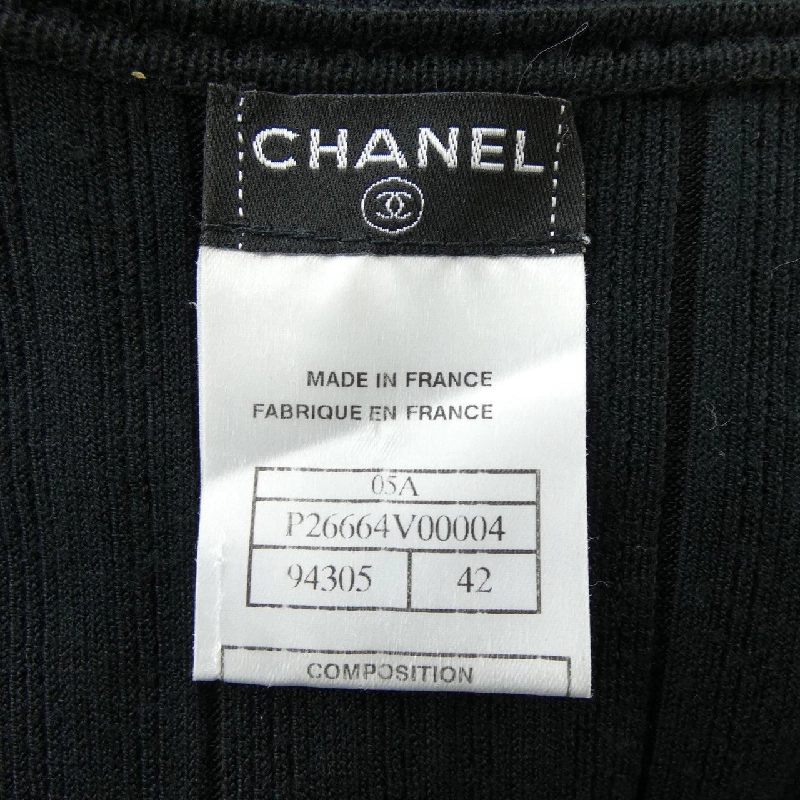 CHANEL
MADE IN FRANCE
FABRIQUE EN FRANCE
05A
P26664V00004
94305 42
COMPOSITION